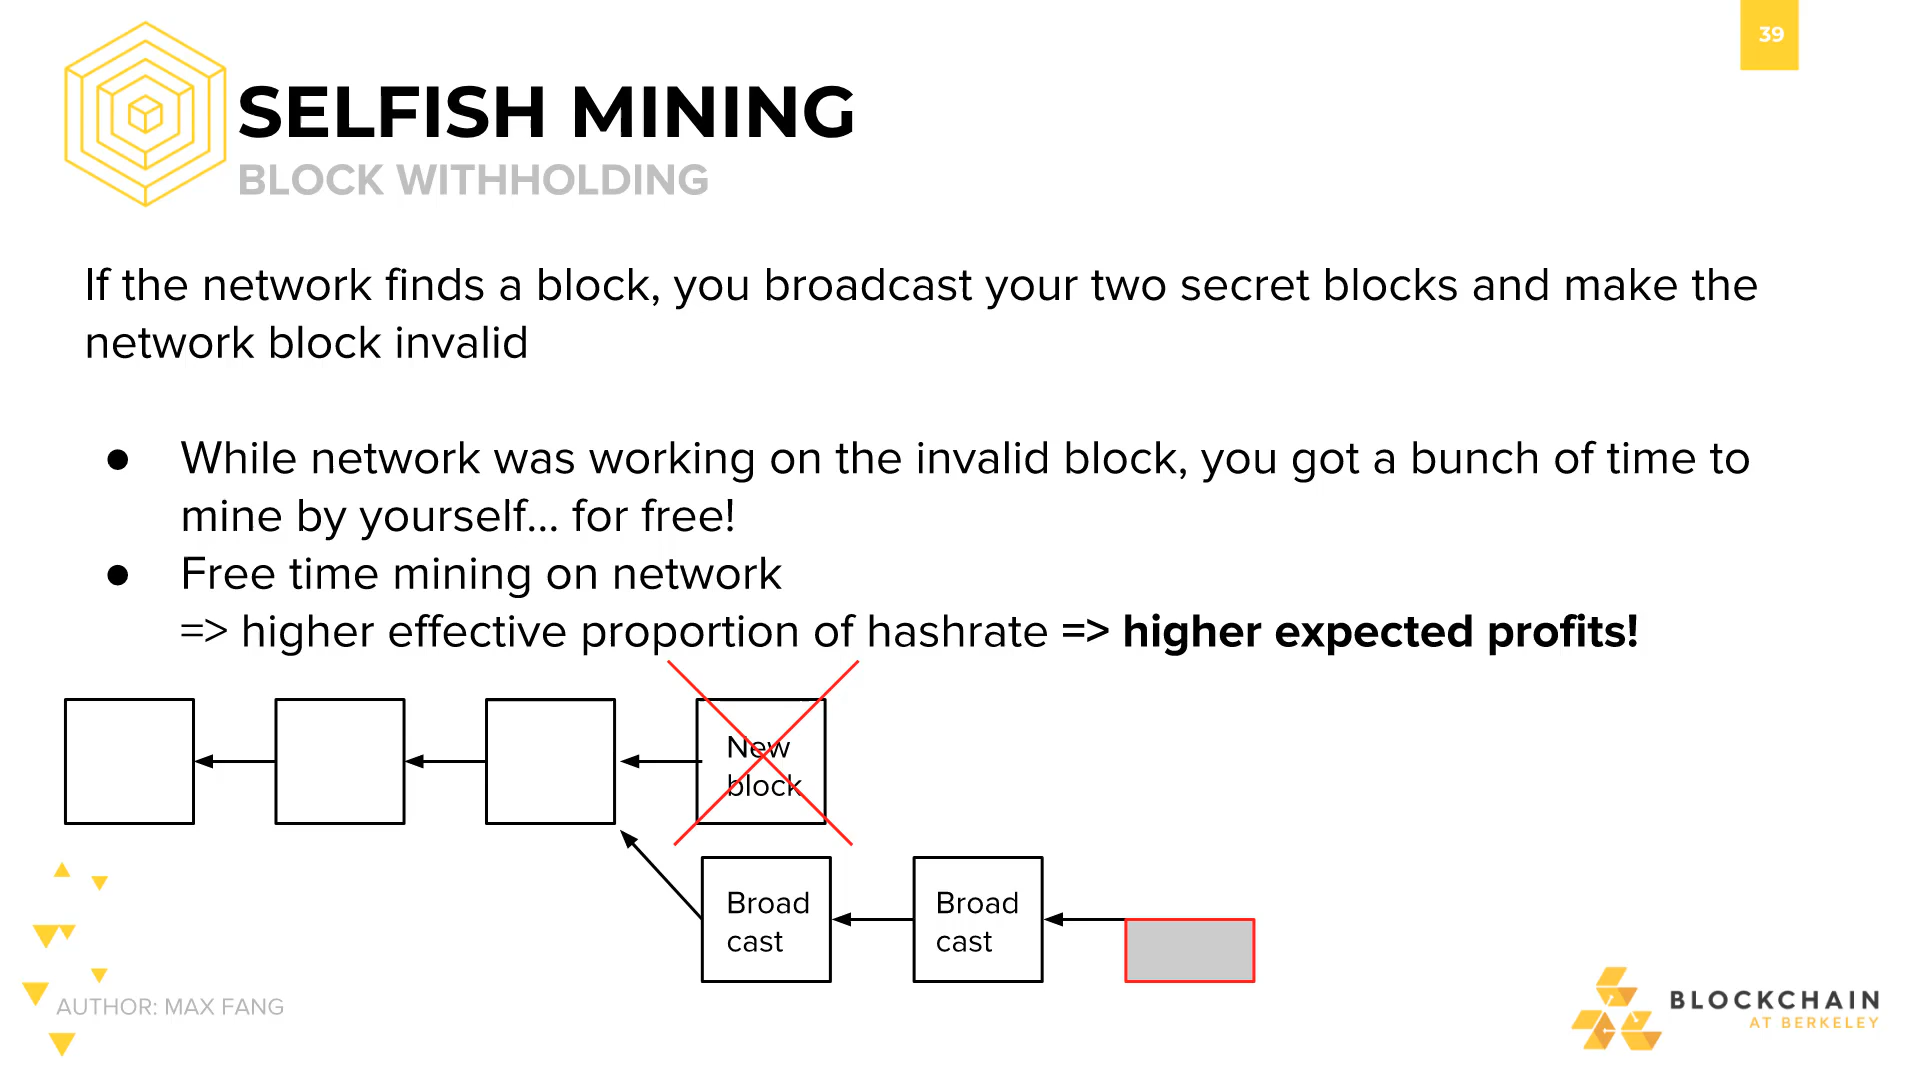 39
SELFISH MINING
BLOCK WITHHOLDING
If the network finds a block, you broadcast your two secret blocks and make the
network block invalid
● While network was working on the invalid block, you got a bunch of time to
mine by yourself... for free!
● Free time mining on network
=> higher effective proportion of hashrate => higher expected profits!
New
block
Broad
cast
Broad
cast
AUTHOR: MAX FANG
BLOCKCHAIN
AT BERKELEY